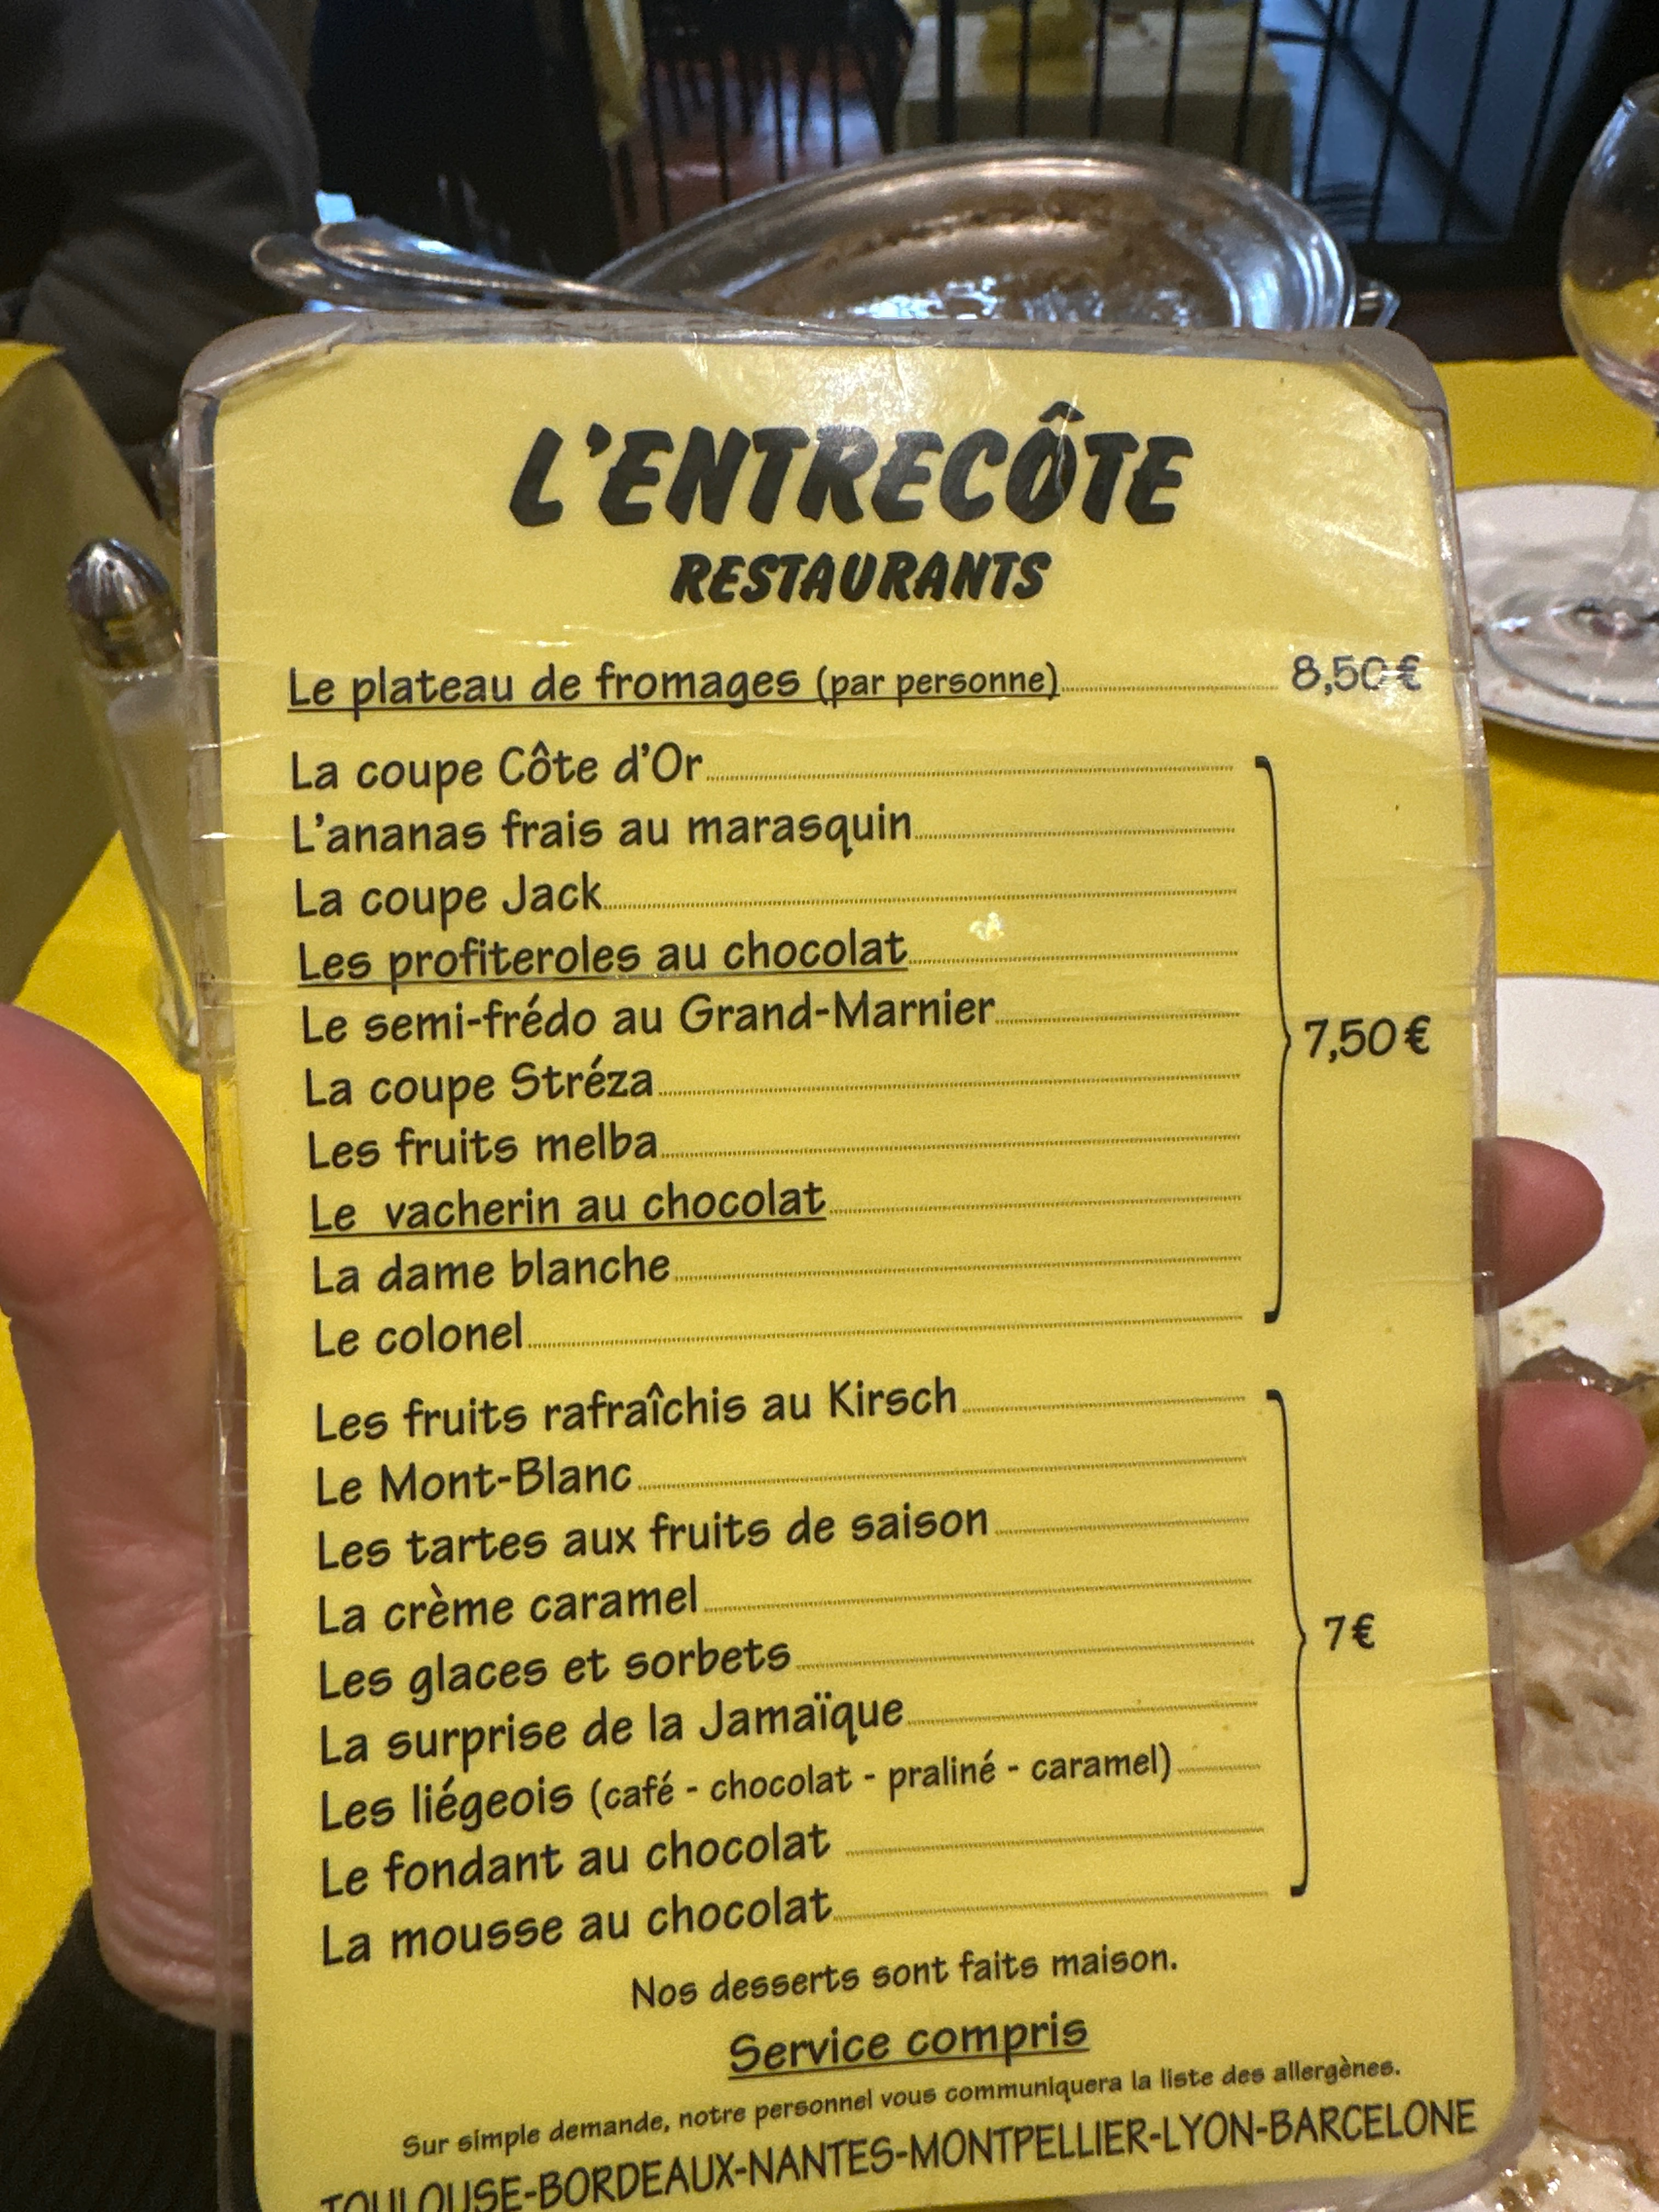 L'ENTRECÔTE
RESTAURANTS
Le plateau de fromages (par personne) 8,50 €
La coupe Côte d'Or
L'ananas frais au marasquin
La coupe Jack
Les profiteroles au chocolat
Le semi-frédo au Grand-Marnier
La coupe Stréza
Les fruits melba
Le vacherin au chocolat
La dame blanche
Le colonel
7,50 €
Les fruits rafraîchis au Kirsch
Le Mont-Blanc
Les tartes aux fruits de saison
La crème caramel
Les glaces et sorbets
La surprise de la Jamaïque
Les liégeois (café - chocolat - praliné - caramel)
Le fondant au chocolat
La mousse au chocolat
7 €
Nos desserts sont faits maison.
Service compris
Sur simple demande, notre personnel vous communiquera la liste des allergènes.
TOULOUSE-BORDEAUX-NANTES-MONTPELLIER-LYON-BARCELONE